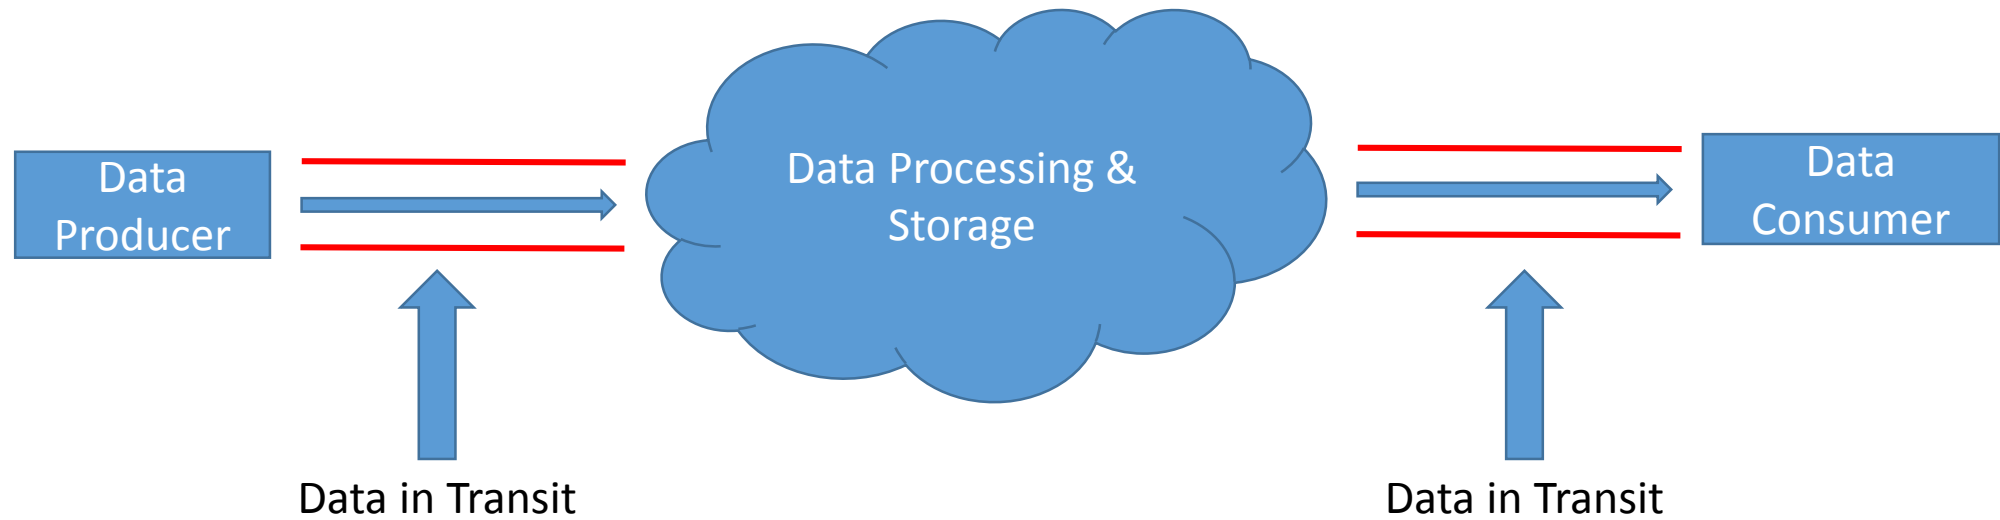 Data
Producer
Data Processing &
Storage
Data
Consumer
Data in Transit
Data in Transit